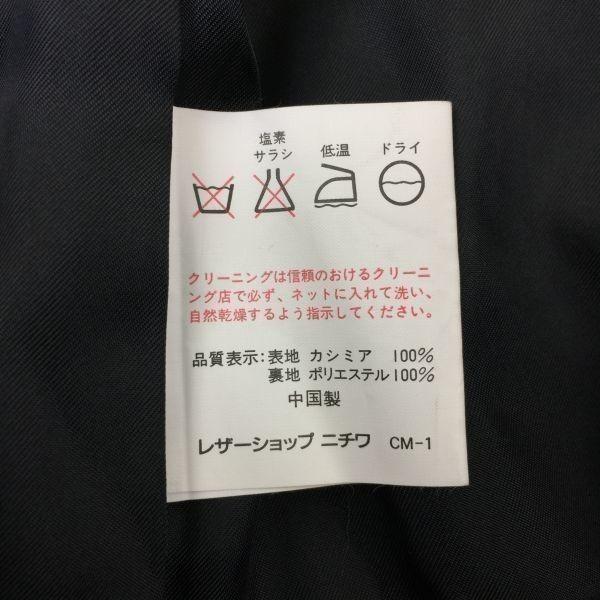 塩素
サラシ 低温 ドライ
クリーニングは信頼のおけるクリーニ
ング店で必ず、ネットに入れて洗い、
自然乾燥するよう指示してください。
品質表示:表地 カシミア 100%
裏地 ポリエステル100%
中国製
レザーショップ ニチワ CM-1